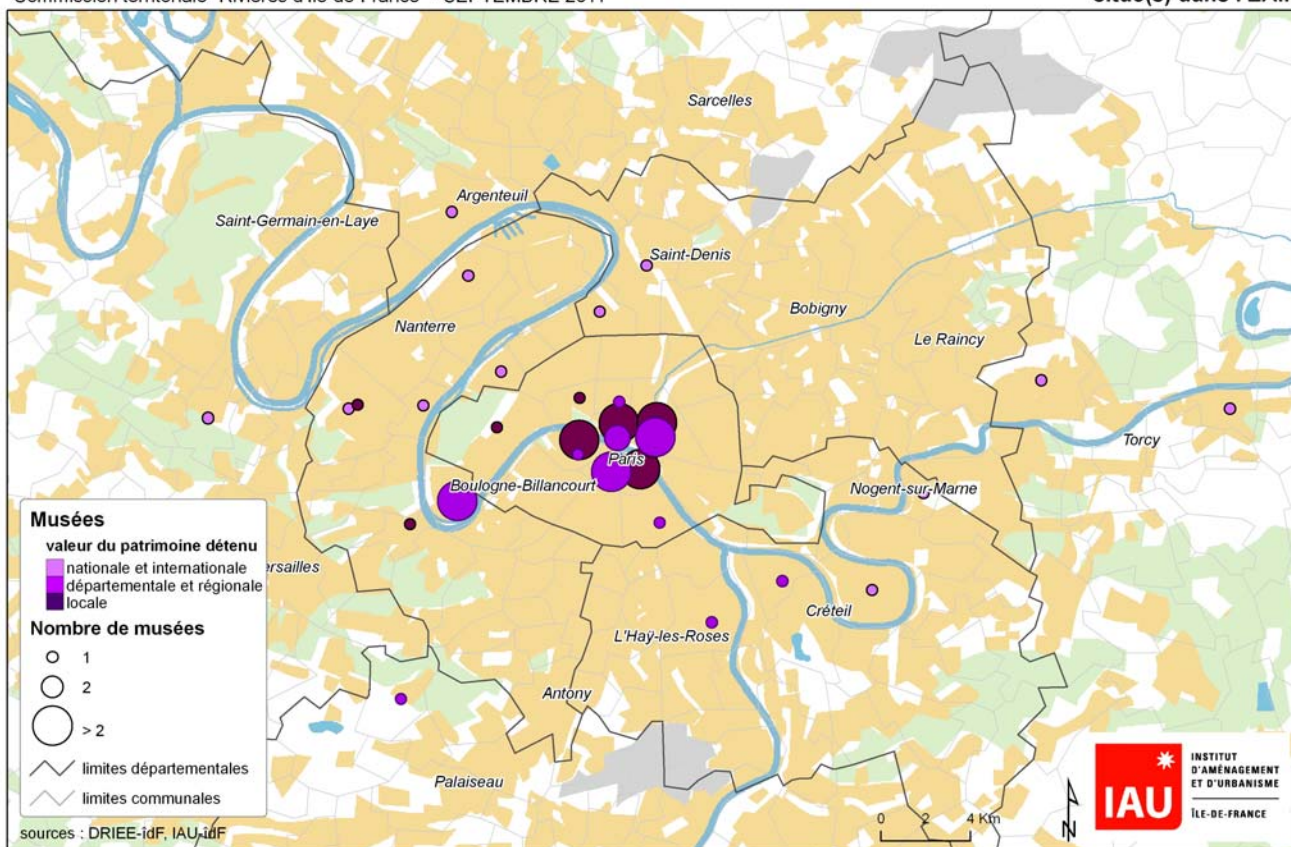 Sarcelles
Argenteuil
Saint-Germain-en-Laye
Saint-Denis
Bobigny
Nanterre
Le Raincy
Torcy
Paris
Boulogne-Billancourt
Nogent-sur-Marne
ersailles
Créteil
L'Haÿ-les-Roses
Antony
Palaiseau
Musées
valeur du patrimoine détenu
nationale et internationale
départementale et régionale
locale
Nombre de musées
1
2
> 2
limites départementales
limites communales
sources : DRIEE-îdF, IAU-îdF
0 2 4 Km
N
IAU
INSTITUT
D'AMÉNAGEMENT
ET D'URBANISME
ÎLE-DE-FRANCE